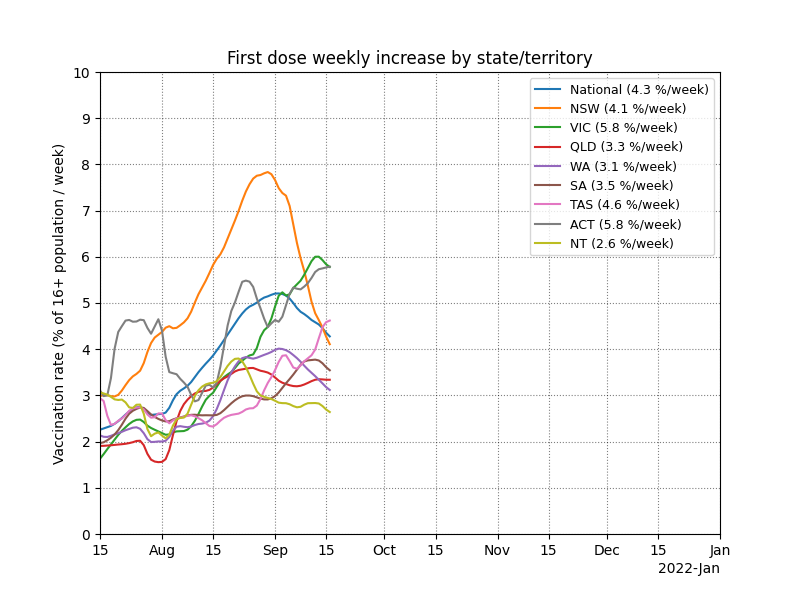 First dose weekly increase by state/territory
Vaccination rate (% of 16+ population / week)
10
9
8
7
6
5
4
3
2
1
0
National (4.3 %/week)
NSW (4.1 %/week)
VIC (5.8 %/week)
QLD (3.3 %/week)
WA (3.1 %/week)
SA (3.5 %/week)
TAS (4.6 %/week)
ACT (5.8 %/week)
NT (2.6 %/week)
15 Aug 15 Sep 15 Oct 15 Nov 15 Dec 15 Jan
2022-Jan